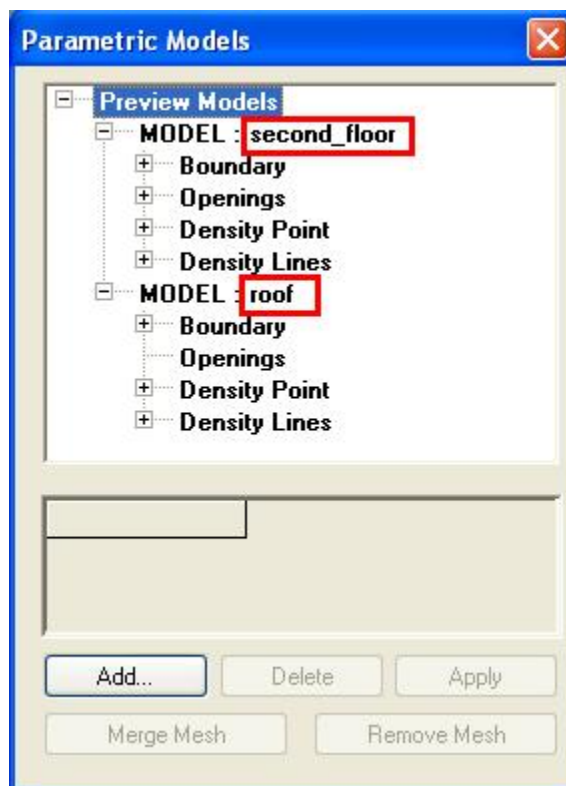 Parametric Models
Preview Models
MODEL : second_floor
Boundary
Openings
Density Point
Density Lines
MODEL : roof
Boundary
Openings
Density Point
Density Lines
Add... Delete Apply
Merge Mesh Remove Mesh